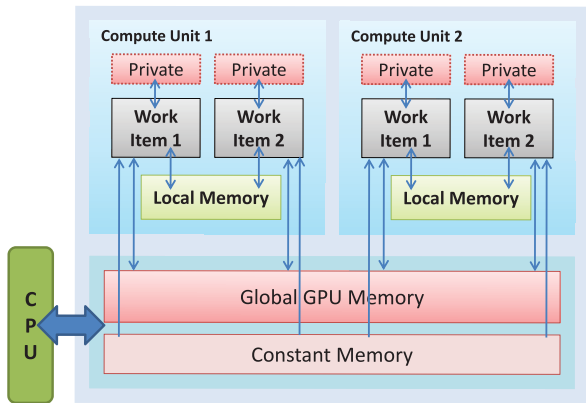 Compute Unit 1
Private
Private
Work Item 1
Work Item 2
Local Memory
Compute Unit 2
Private
Private
Work Item 1
Work Item 2
Local Memory
CPU
Global GPU Memory
Constant Memory